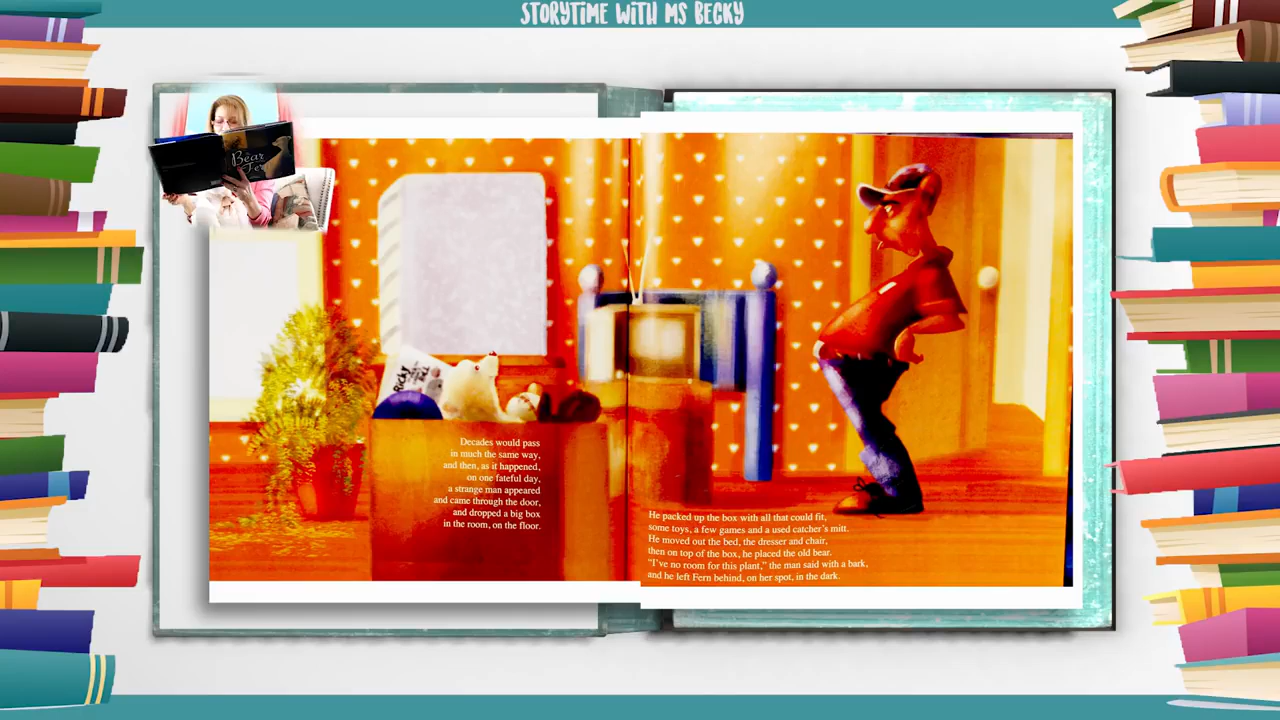 STORYTIME WITH MS BECKY
Bear
Decades would pass
in much the same way,
and then, as it happened,
on one fateful day,
a strange man appeared
and came through the door,
and dropped a big box
in the room, on the floor.
He packed up the box with all that could fit,
some toys, a few games and a used catcher's mitt.
He moved out the bed, the dresser and chair,
then on top of the box, he placed the old bear.
"I've no room for this plant," the man said with a bark,
and he left Fern behind, on her spot, in the dark.